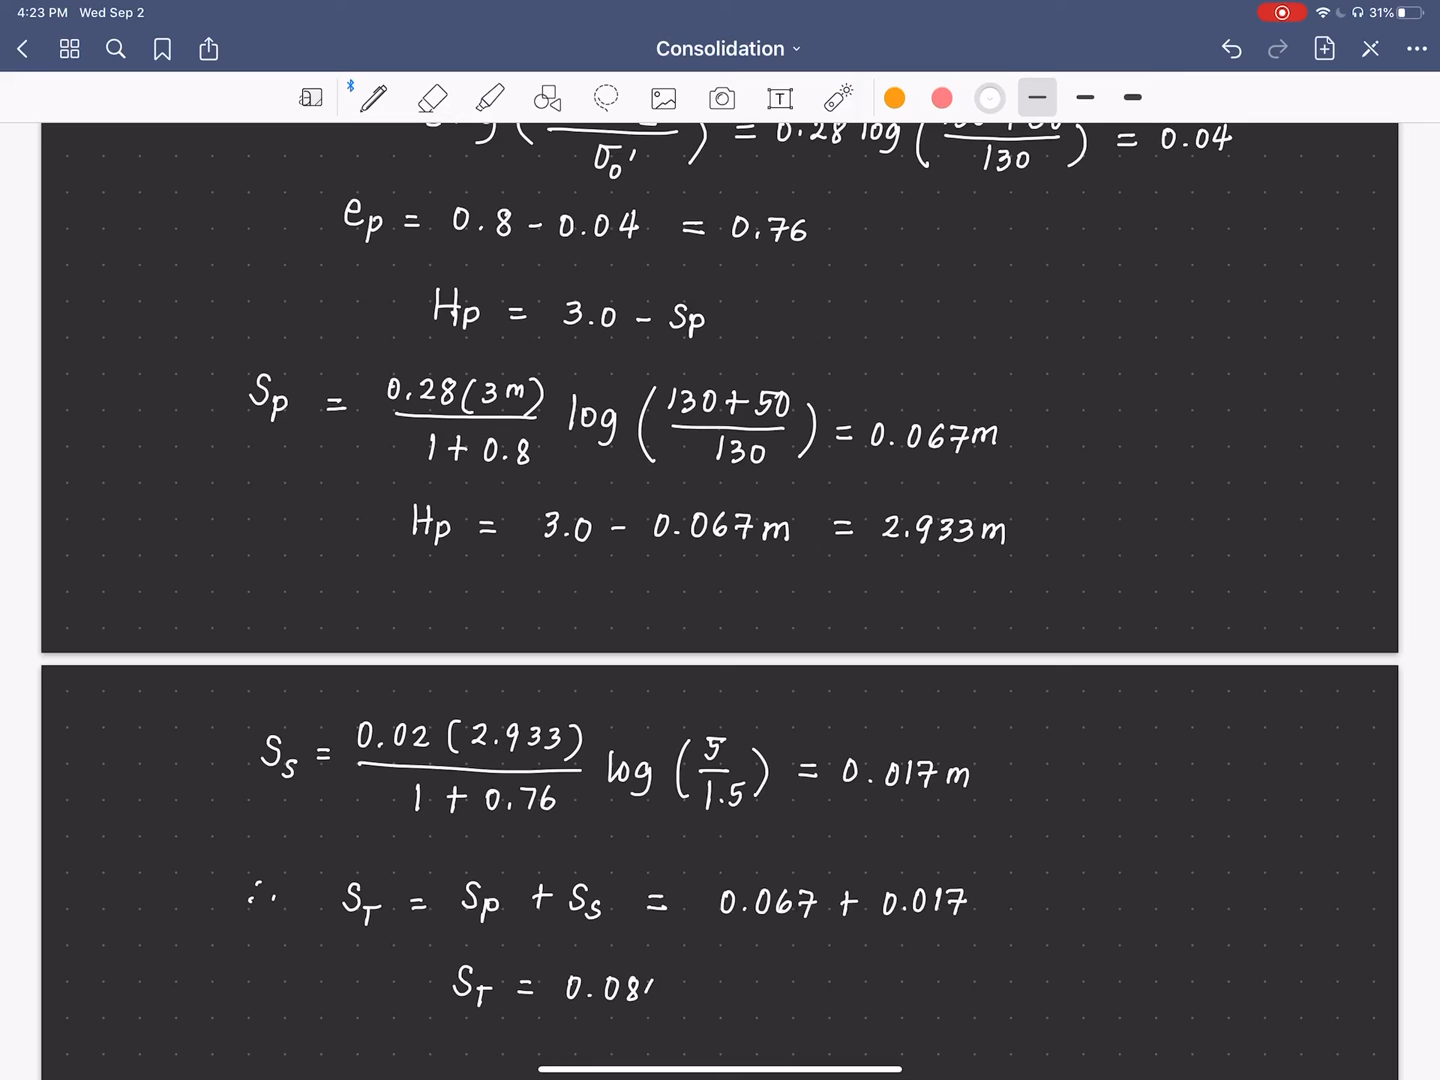 4:23 PM Wed Sep 2 31%
Consolidation
σ₀′ ) = 0.28 log ( 130 ) = 0.04
eₚ = 0.8 - 0.04 = 0.76
Hₚ = 3.0 - Sₚ
Sₚ = 0.28(3m) / 1 + 0.8 log (130+50 / 130) = 0.067m
Hₚ = 3.0 - 0.067m = 2.933m
Sₛ = 0.02 (2.933) / 1 + 0.76 log (5 / 1.5) = 0.017m
∴ S_T = Sₚ + Sₛ = 0.067 + 0.017
S_T = 0.08